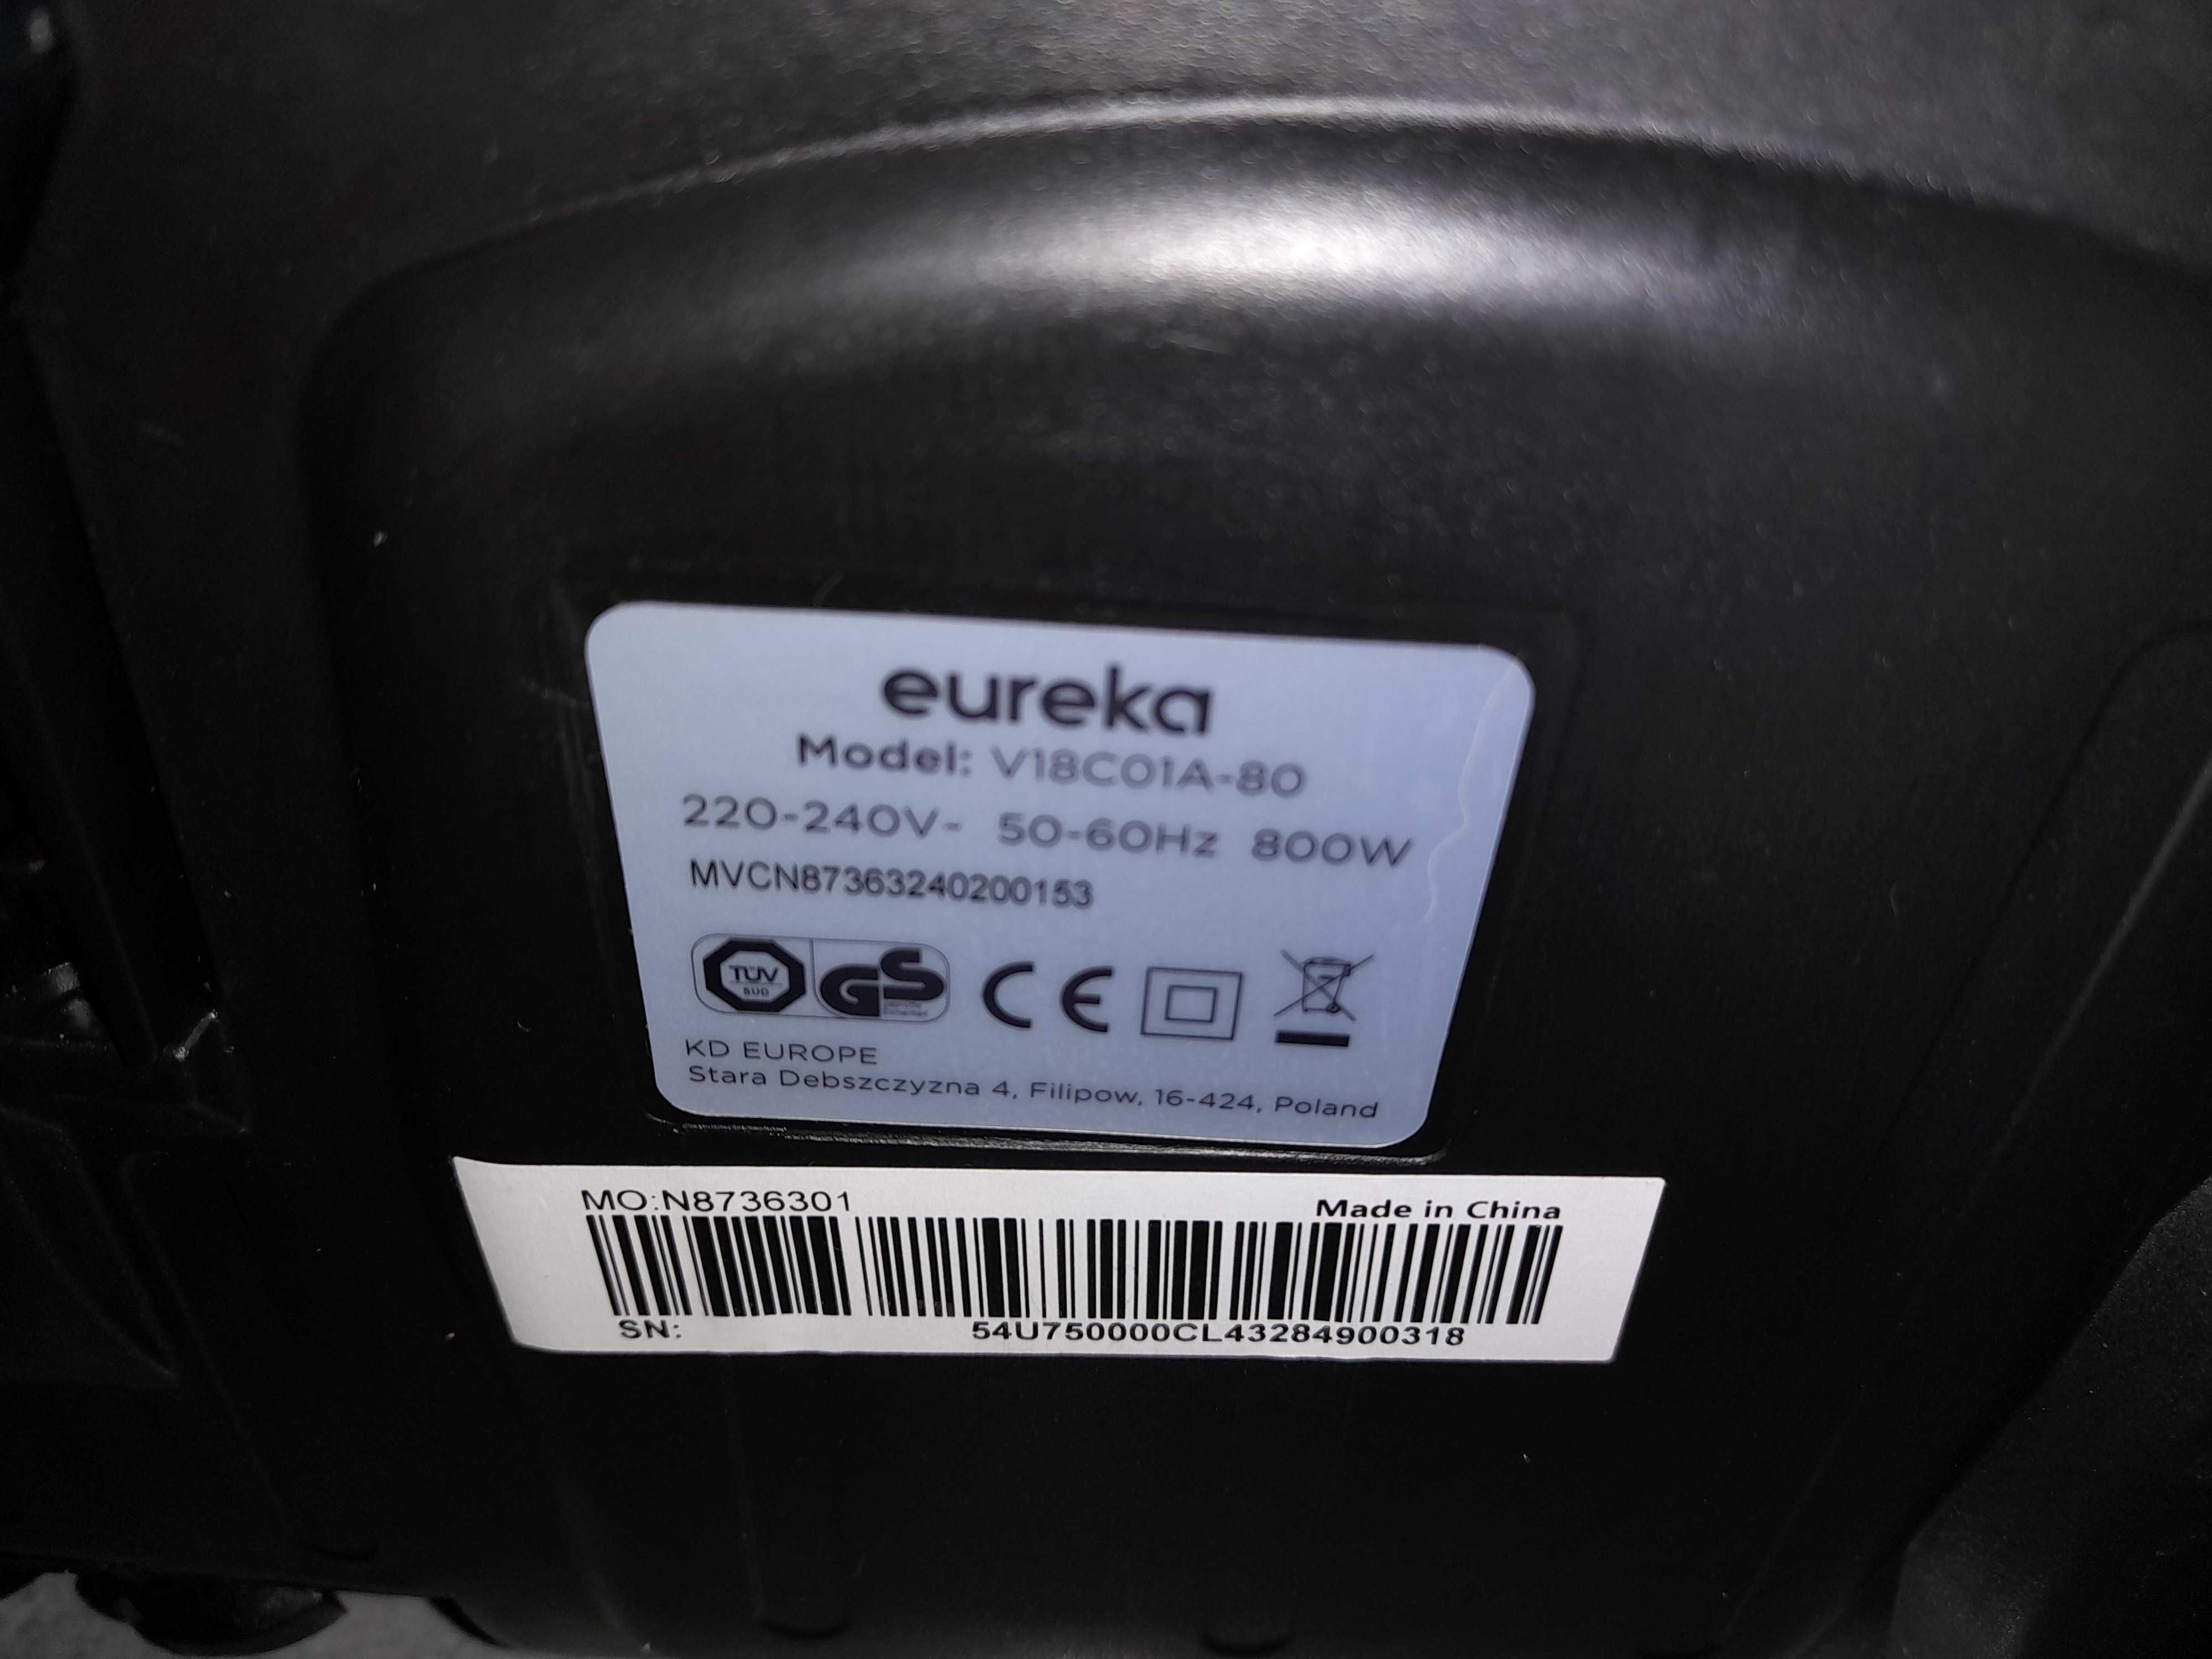 eureka
Model: V18C01A-80
220-240V- 50-60Hz 800W
MVCN87363240200153
TÜV
SUD
GS
CE
KD EUROPE
Stara Debszczyzna 4, Filipow, 16-424, Poland
MO:N8736301
Made in China
SN: 54U750000CL43284900318